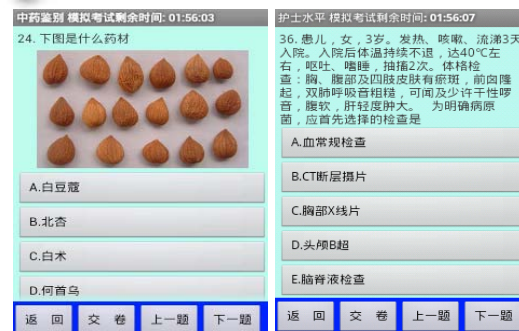 中药鉴别 模拟考试剩余时间: 01:56:03
24. 下图是什么药材
A.白豆蔻
B.北杏
C.白术
D.何首乌
返 回
交 卷
上一题
下一题
护士水平 模拟考试剩余时间: 01:56:07
36. 患儿，女，3岁。发热、咳嗽、流涕3天
入院。入院后体温持续不退，达40℃左
右，呕吐、嗜睡，抽搐2次。体格检
查：胸、腹部及四肢皮肤有瘀斑，前囟隆
起，双肺呼吸音粗糙，可闻及少许干性啰
音，腹软，肝轻度肿大。 为明确病原
菌，应首先选择的检查是
A.血常规检查
B.CT断层摄片
C.胸部X线片
D.头颅B超
E.脑脊液检查
返 回
交 卷
上一题
下一题